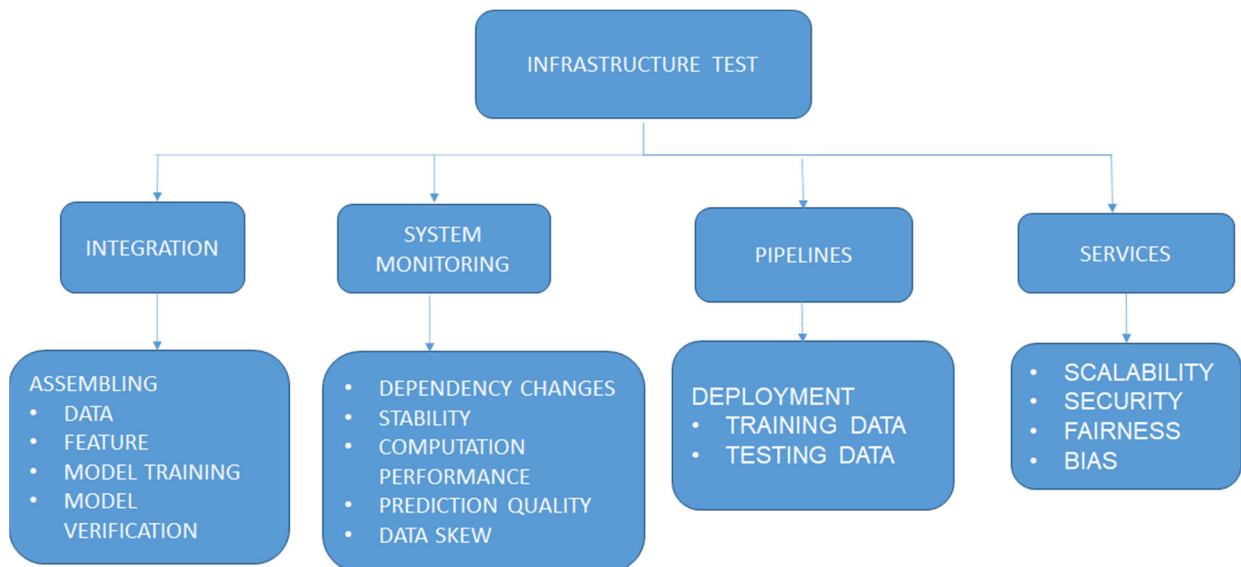 INFRASTRUCTURE TEST
INTEGRATION
SYSTEM
MONITORING
PIPELINES
SERVICES
ASSEMBLING
• DATA
• FEATURE
• MODEL TRAINING
• MODEL
VERIFICATION
• DEPENDENCY CHANGES
• STABILITY
• COMPUTATION
PERFORMANCE
• PREDICTION QUALITY
• DATA SKEW
DEPLOYMENT
• TRAINING DATA
• TESTING DATA
• SCALABILITY
• SECURITY
• FAIRNESS
• BIAS